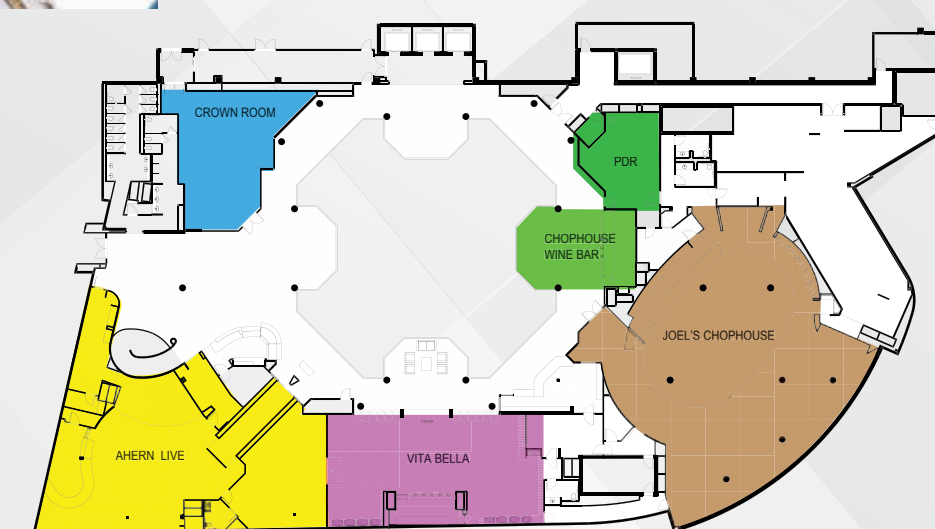 CROWN ROOM
PDR
CHOPHOUSE
WINE BAR
JOEL'S CHOPHOUSE
AHERN LIVE
VITA BELLA